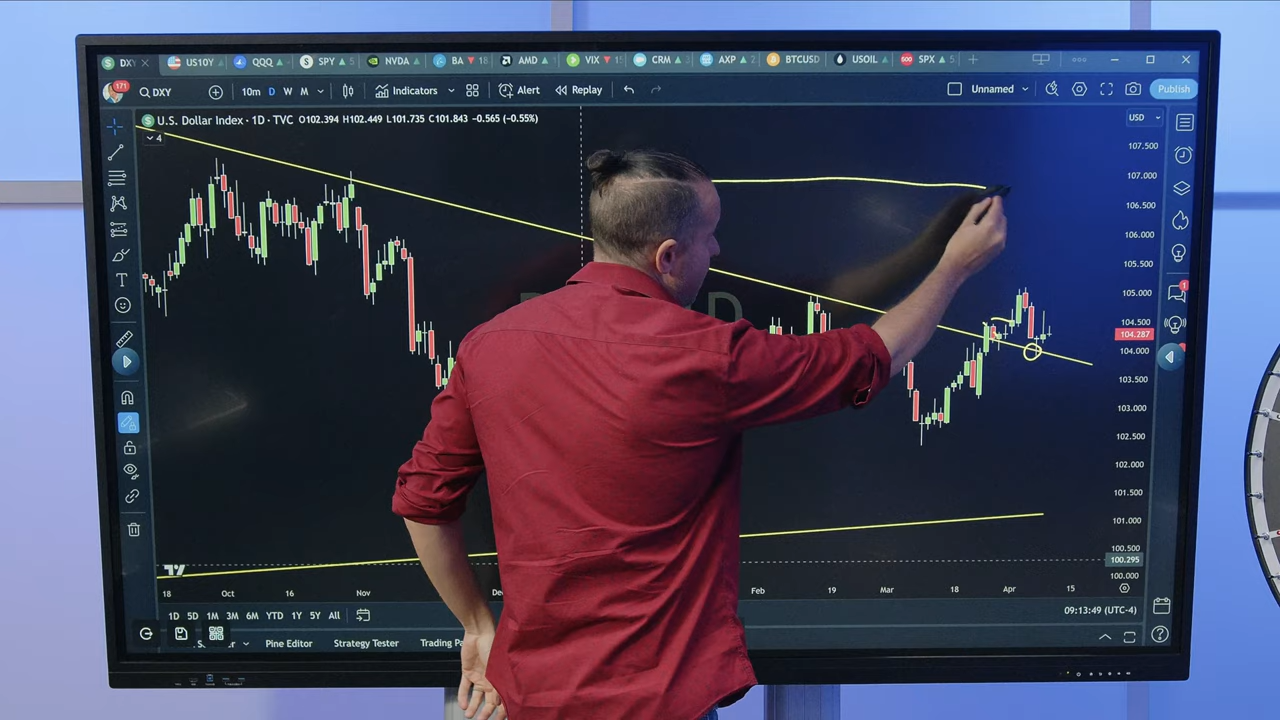 DXY US10Y QQQ SPY NVDA BA AMD VIX CRM AXP BTCUSD USOIL SPX
171 DXY 10m D W M Indicators Alert Replay Unnamed Publish
U.S. Dollar Index · 1D · TVC O102.394 H102.449 L101.735 C101.843 −0.565 (−0.55%)
USD
4
107.500
107.000
106.500
106.000
105.500
105.000
104.500
104.287
104.000
103.500
103.000
102.500
102.000
101.500
101.000
100.500
100.295
100.000
18 Oct 16 Nov Feb 19 Mar 18 Apr 15
1D 5D 1M 3M 6M YTD 1Y 5Y All
09:13:49 (UTC-4)
Pine Editor Strategy Tester Trading